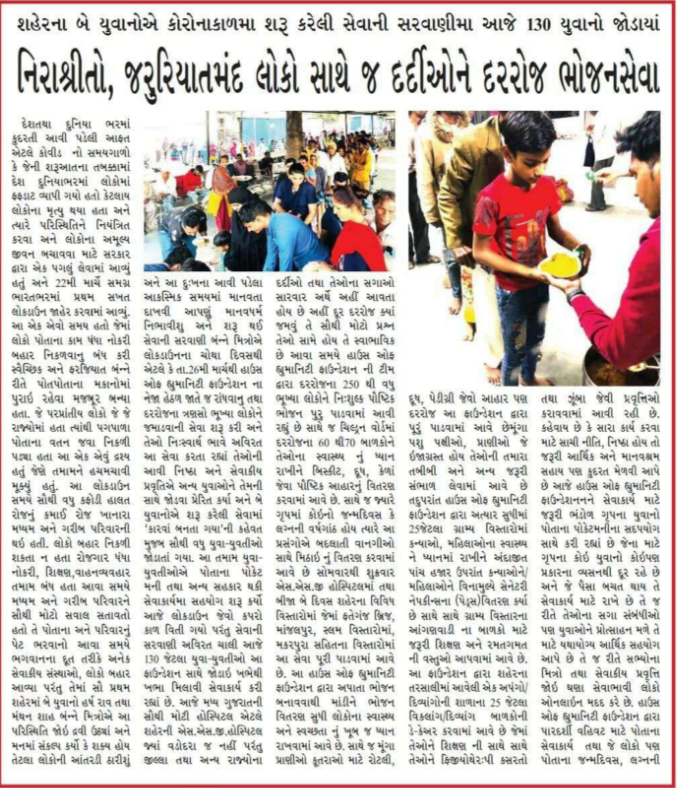 શહેરના બે યુવાનોએ કોરોનાકાળમા શરૂ કરેલી સેવાની સરવાણીમા આજે 130 યુવાનો જોડાયાં
નિરાશ્રીતો, જરુરિયાતમંદ લોકો સાથે જ દર્દીઓને દરરોજ ભોજનસેવા
દેશતથા દુનિયા ભરમાં
કુદરતી આવી પડેલી આફત
એટલે કોવીડ નો સમયગાળો
કે જેની શરૂઆતના તબક્કામાં
દેશ દુનિયાભરમાં લોકોમાં
ફફડાટ વ્યાપી ગયો હતો કેટલાય
લોકોના મૃત્યુ થયા હતા અને
ત્યારે પરિસ્થિતિને નિયંત્રિત
કરવા અને લોકોના અમૂલ્ય
જીવન બચાવવા માટે સરકાર
દ્વારા એક પગલું લેવામાં આવ્યું
હતું અને 22મી માર્ચે સમગ્ર
ભારતભરમાં પ્રથમ સખત
લોકડાઉન જાહેર કરવામાં આવ્યું.
આ એક એવો સમય હતો જેમાં
લોકો પોતાના કામ ધંધા નોકરી
બહાર નિકળવાનુ બંધ કરી
સ્વૈચ્છિક અને ફરજિયાત બન્ને
રીતે પોતપોતાના મકાનોમાં
પુરાઇ રહેવા મજબૂર બન્યા
હતા. જે પરપ્રાંતીય લોકો જે જે
રાજ્યોમાં હતા ત્યાંથી પગપાળા
પોતાના વતન જવા નિકળી
પડ્યા હતા આ એક એવું દ્રશ્ય
હતું જેણે તમામને હચમચાવી
મૂક્યું હતું. આ લોકડાઉન
સમયે સૌથી વધુ કફોડી હાલત
રોજનું કમાઈ રોજ ખાનારા
મધ્યમ અને ગરીબ પરિવારની
થઇ હતી. લોકો બહાર નિકળી
શકતા ન હતા રોજગાર ધંધા
નોકરી, શિક્ષણ,વાહનવ્યવહાર
તમામ બંધ હતા આવા સમયે
મધ્યમ અને ગરીબ પરિવારને
સૌથી મોટો સવાલ સતાવતો
હતો તે પોતાના અને પરિવારનું
પેટ ભરવાનો આવા સમયે
ભગવાનના દૂત તરીકે અનેક
સેવાકીય સંસ્થાઓ, લોકો બહાર
આવ્યા પરંતુ તેમાં સૌ પ્રથમ
શહેરમાં બે યુવાનો હર્ષ રાવ તથા
મંથન શાહ બંન્ને મિત્રોએ આ
પરિસ્થિતિ જોઇ દ્રવી ઉઠ્યાં અને
મનમાં સંકલ્પ કર્યો કે શક્ય હોય
તેટલા લોકોની આંતરડી ઠારીશું
અને આ દુઃખના આવી પડેલા
આકસ્મિક સમયમાં માનવતા
દાખવી આપણું માનવધર્મ
નિભાવીશુ અને શરૂ થઈ
સેવાની સરવાણી બંન્ને મિત્રોએ
લોકડાઉનના ચોથા દિવસથી
એટલે કે તા.26મી માર્ચથી હાઉસ
ઓફ હ્યુમાનિટી ફાઉન્ડેશન ના
નેજા હેઠળ જાતે જ રાંધવાનુ તથા
દરરોજના ત્રણસો ભૂખ્યા લોકોને
જમાડવાની સેવા શરૂ કરી અને
તેઓ નિઃસ્વાર્થ ભાવે અવિરત
આ સેવા કરતા રહ્યાં તેઓની
આવી નિષ્ઠા અને સેવાકીય
પ્રવૃતિએ અન્ય યુવાનોને તેમની
સાથે જોડાવા પ્રેરિત કર્યા અને બે
યુવાનોએ શરૂ કરેલી સેવામાં
'કારવાં બનતા ગયા'ની કહેવત
મુજબ સૌથી વધુ યુવા-યુવતીઓ
જોડાતાં ગયા. આ તમામ યુવા-
યુવતીઓએ પોતાના પોકેટ
મની તથા અન્ય સહકાર થકી
સેવાકાર્યમા સહયોગ શરૂ કર્યો
આજે લોકડાઉન જેવો કપરો
કાળ વિતી ગયો પરંતુ સેવાની
સરવાણી અવિરત ચાલી આજે
130 જેટલા યુવા-યુવતીઓ આ
ફાઉન્ડેશન સાથે જોડાઇ ખભેથી
ખભા મિલાવી સેવાકાર્ય કરી
રહ્યાં છે. આજે મધ્ય ગુજરાતની
સૌથી મોટી હોસ્પિટલ એટલે
શહેરની એસ.એસ.જી.હોસ્પિટલ
જ્યાં વડોદરા જ નહીં પરંતુ
જીલ્લા તથા અન્ય રાજ્યોના
દર્દીઓ તથા તેઓના સગાઓ
સારવાર અર્થે અહીં આવતા
હોય છે અહીં દૂર દરરોજ ક્યાં
જમવું તે સૌથી મોટો પ્રશ્ન
તેઓ સામે હોય તે સ્વાભાવિક
છે આવા સમયે હાઉસ ઓફ
હ્યુમાનિટી ફાઉન્ડેશન ની ટીમ
દ્વારા દરરોજના 250 થી વધુ
ભૂખ્યા લોકોને નિઃશુલ્ક પૌષ્ટિક
ભોજન પૂરું પાડવામાં આવી
રહ્યું છે સાથે જ ચિલ્ડ્રન વોર્ડમાં
દરરોજના 60 થી70 બાળકોને
તેઓના સ્વાસ્થ્ય નું ધ્યાન
રાખીને બિસ્કીટ, દૂધ, કેળાં
જેવા પૌષ્ટિક આહારનું વિતરણ
કરવામાં આવે છે. સાથે જ જ્યારે
ગૃપમાં કોઇનો જન્મદિવસ કે
લગ્નની વર્ષગાંઠ હોય ત્યારે આ
પ્રસંગોએ બદલાતી વાનગીઓ
સાથે મિઠાઇ નું વિતરણ કરવામાં
આવે છે સોમવારથી શુક્રવાર
એસ.એસ.જી હોસ્પિટલમાં તથા
બીજા બે દિવસ શહેરના વિવિધ
વિસ્તારોમાં જેમાં ફતેગંજ બ્રિજ,
માંજલપુર, સ્લમ વિસ્તારોમાં,
મકરપુરા સહિતના વિસ્તારોમાં
આ સેવા પૂરી પાડવામાં આવે
છે. આ હાઉસ ઓફ હ્યુમાનિટી
ફાઉન્ડેશન દ્વારા અપાતા ભોજન
બનાવવાથી માંડીને ભોજન
વિતરણ સુધી લોકોના સ્વાસ્થ્ય
અને સ્વચ્છતા નું ખૂબ જ ધ્યાન
રાખવામાં આવે છે. સાથે જ મૂંગા
પ્રાણીઓ કૂતરાઓ માટે રોટલી,
દૂધ, પેડીગ્રી જેવો આહાર પણ
દરરોજ આ ફાઉન્ડેશન દ્વારા
પૂરું પાડવામાં આવે છેમૂંગા
પશુ પક્ષીઓ, પ્રાણીઓ જે
ઇજાગ્રસ્ત હોય તેઓની તમારા
તબીબી અને અન્ય જરૂરી
સંભાળ લેવામાં આવે છે
તદુપરાંત હાઉસ ઓફ હ્યુમાનિટી
ફાઉન્ડેશન દ્વારા અત્યાર સુધીમાં
25જેટલા ગ્રામ્ય વિસ્તારોમાં
કન્યાઓ, મહિલાઓના સ્વાસ્થ્ય
ને ધ્યાનમાં રાખીને અંદાજીત
પાંચ હજાર ઉપરાંત કન્યાઓને/
મહિલાઓને વિનામૂલ્યે સેનેટરી
નેપકીન્સના (પેડ્સ)વિતરણ કર્યા
છે સાથે સાથે ગ્રામ્ય વિસ્તારના
આંગણવાડી ના બાળકો માટે
જરૂરી શિક્ષણ અને રમતગમત
ની વસ્તુઓ આપવામાં આવે છે.
આ ફાઉન્ડેશન દ્વારા શહેરના
તરસાલીમાં આવેલી એક અપંગો/
દિવ્યાંગોની શાળાના 25 જેટલા
વિકલાંગ/દિવ્યાંગ બાળકોની
ડે-કેઅર કરવામાં આવે છે જેમાં
તેઓને શિક્ષણ ની સાથે સાથે
તેઓને ફિજીયોથેરાપી કસરતો
તથા ઝૂંબા જેવી પ્રવૃત્તિઓ
કરાવવામાં આવી રહી છે.
કહેવાય છે કે સારા કાર્ય કરવા
માટે સાચી નીતિ, નિષ્ઠા હોય તો
જરૂરી આર્થિક અને માનવશ્રમ
સહાય પણ કુદરત મેળવી આપે
છે આજે હાઉસ ઓફ હ્યુમાનિટી
ફાઉન્ડેશનનને સેવાકાર્ય માટે
જરૂરી ભંડોળ ગૃપના યુવાનો
પોતાના પોકેટમનીના સદઉપયોગ
સાથે કરી રહ્યાં છે જેના માટે
ગૃપના કોઇ યુવાનો કોઈપણ
પ્રકારના વ્યસનથી દૂર રહે છે
અને જે પૈસા બચત થાય તે
સેવાકાર્ય માટે રાખે છે તે જ
રીતે તેઓના સગા સંબંધીઓ
પણ યુવાનોને પ્રોત્સાહન મળે તે
માટે યથાયોગ્ય આર્થિક સહયોગ
આપે છે તે જ રીતે સભ્યોના
મિત્રો તથા સેવાકીય પ્રવૃત્તિ
જોઈ ઘણા સેવાભાવી લોકો
ઓનલાઇન મદદ કરે છે. હાઉસ
ઓફ હ્યુમાનિટી ફાઉન્ડેશન દ્વારા
પારદર્શી વહિવટ માટે પોતાના
સેવાકાર્ય તથા જે લોકો પણ
પોતાના જન્મદિવસ, લગ્નની